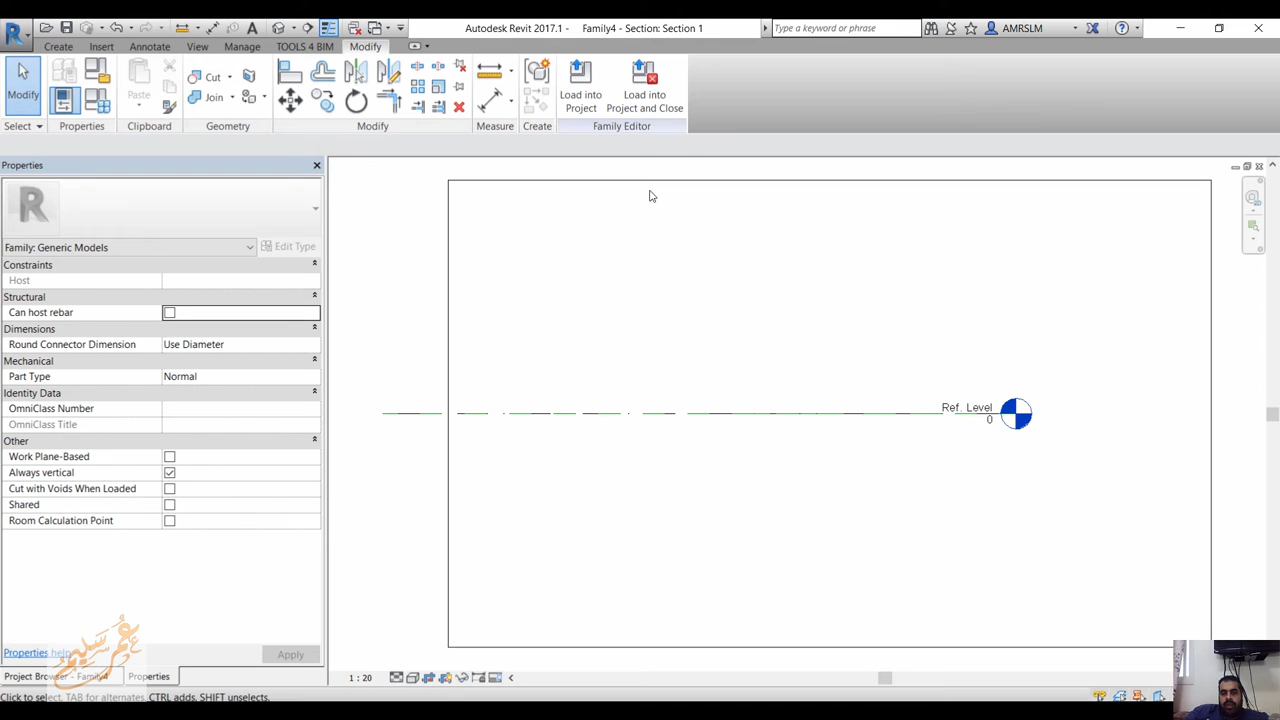 Autodesk Revit 2017.1 - Family4 - Section: Section 1
Type a keyword or phrase
AMRSLM
Create Insert Annotate View Manage TOOLS 4 BIM Modify
Modify
Paste
Cut
Join
Load into Project
Load into Project and Close
Select Properties Clipboard Geometry Modify Measure Create Family Editor
Properties
Family: Generic Models
Edit Type
Constraints
Host
Structural
Can host rebar
Dimensions
Round Connector Dimension Use Diameter
Mechanical
Part Type Normal
Identity Data
OmniClass Number
OmniClass Title
Other
Work Plane-Based
Always vertical
Cut with Voids When Loaded
Shared
Room Calculation Point
Ref. Level
0
عمر سليم
Properties help
Apply
Project Browser - Family4 Properties
1 : 20
Click to select, TAB for alternates, CTRL adds, SHIFT unselects.